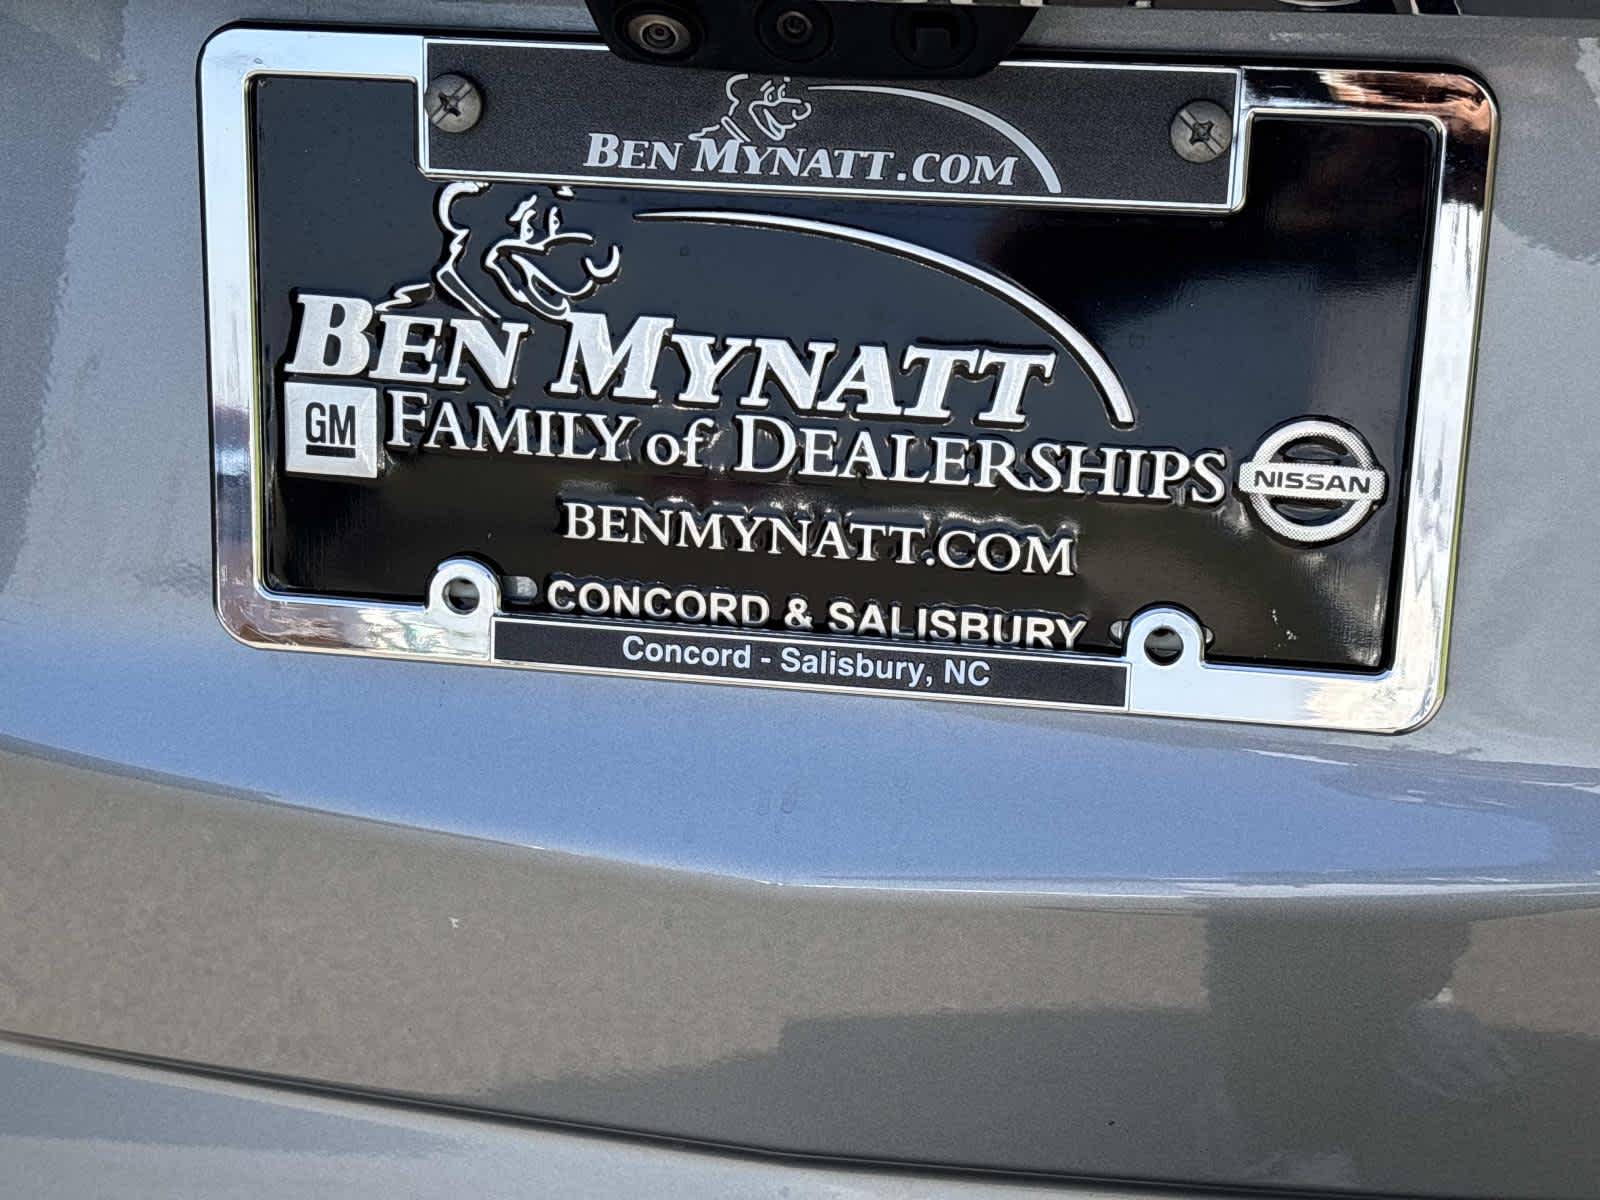 BEN MYNATT.COM
BEN MYNATT
GM FAMILY of DEALERSHIPS NISSAN
BENMYNATT.COM
CONCORD & SALISBURY
Concord - Salisbury, NC